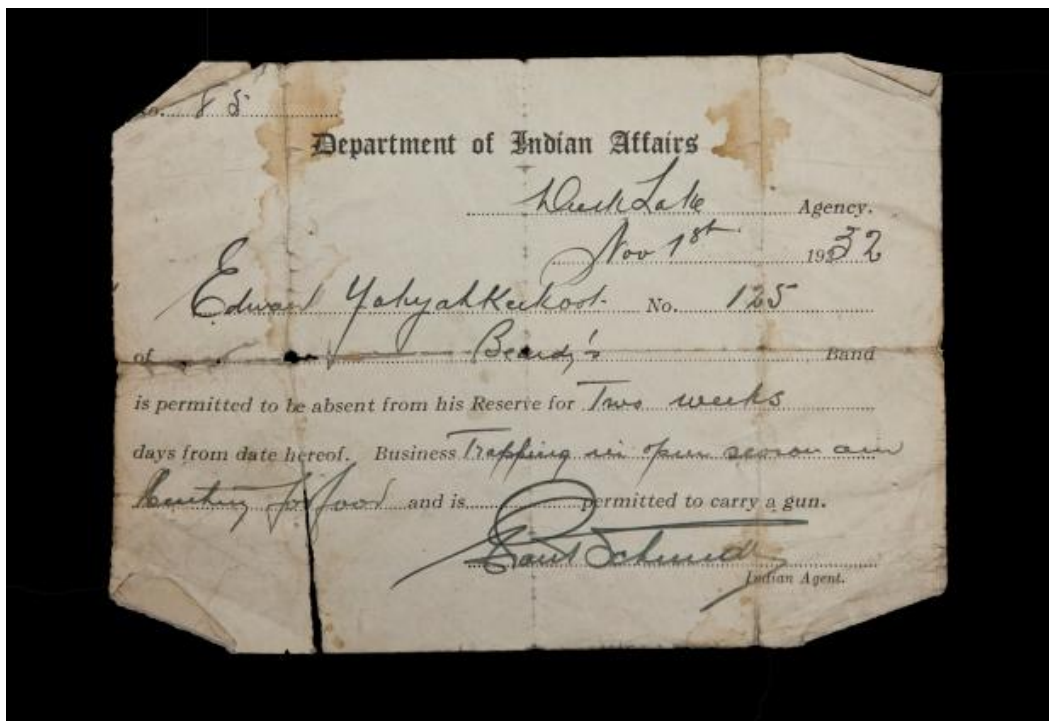 No. 85
Department of Indian Affairs
Duck Lake Agency.
Nov 1st 1932
Edward Yahyahkeekoot No. 125
of Beardy's Band
is permitted to be absent from his Reserve for Two weeks
days from date hereof. Business Trapping in open season and
hunting for food and is permitted to carry a gun.
Schmidt
Indian Agent.